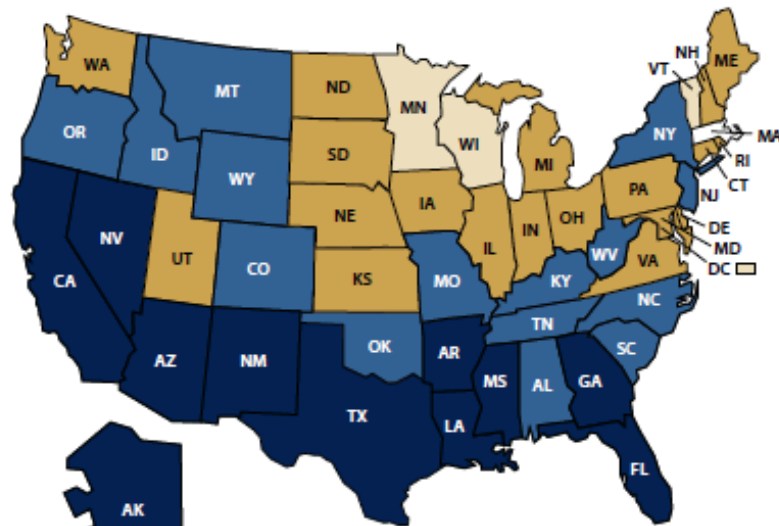 WA
MT
ND
MN
VT
NH
ME
OR
ID
WY
SD
WI
MI
NY
MA
RI
CT
NV
UT
CO
NE
IA
IL
IN
OH
PA
NJ
DE
MD
DC
CA
KS
MO
KY
WV
VA
AZ
NM
OK
AR
TN
NC
SC
TX
LA
MS
AL
GA
FL
AK